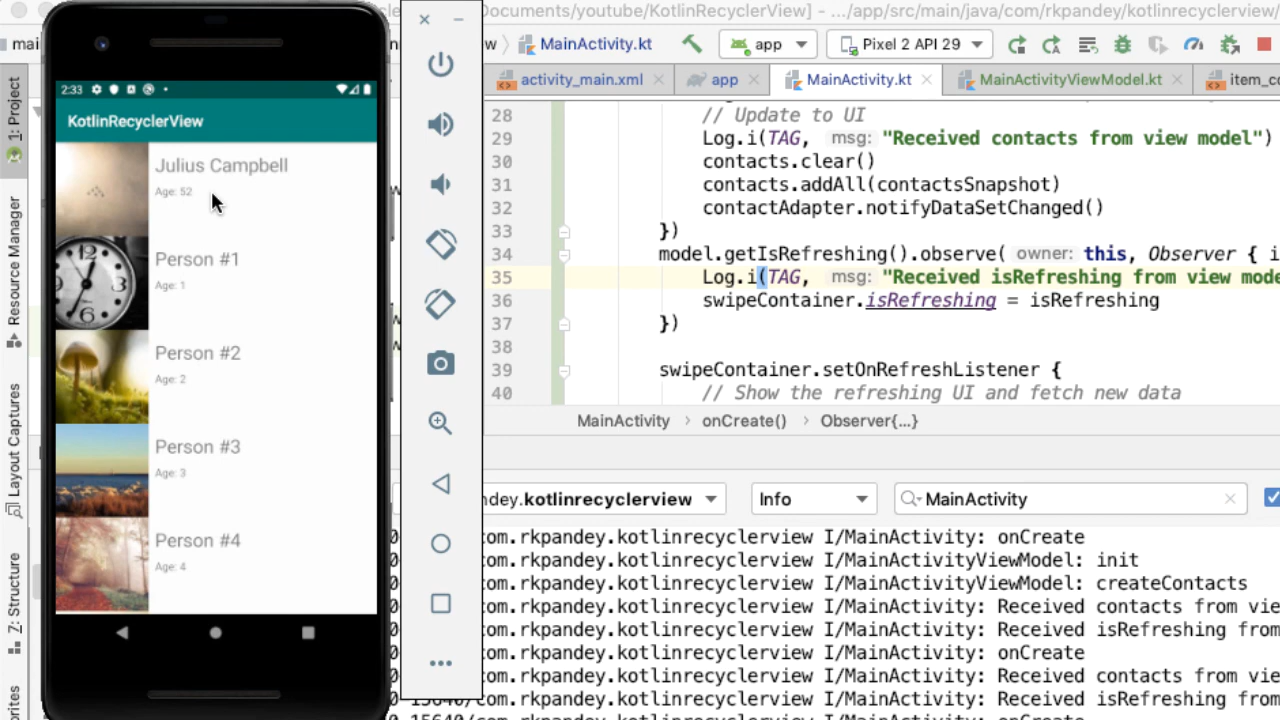 Documents/youtube/KotlinRecyclerView] - .../app/src/main/java/com/rkpandey/kotlinrecyclerview/
MainActivity.kt
app
Pixel 2 API 29
activity_main.xml
app
MainActivity.kt
MainActivityViewModel.kt
1: Project
Resource Manager
Layout Captures
Z: Structure
2:33
KotlinRecyclerView
Julius Campbell
Age: 52
Person #1
Age: 1
Person #2
Age: 2
Person #3
Age: 3
Person #4
Age: 4
28 // Update to UI
29 Log.i(TAG, msg: "Received contacts from view model")
30 contacts.clear()
31 contacts.addAll(contactsSnapshot)
32 contactAdapter.notifyDataSetChanged()
33 })
34 model.getIsRefreshing().observe( owner: this, Observer { i
35 Log.i(TAG, msg: "Received isRefreshing from view mode
36 swipeContainer.isRefreshing = isRefreshing
37 })
38
39 swipeContainer.setOnRefreshListener {
40 // Show the refreshing UI and fetch new data
MainActivity › onCreate() › Observer{...}
ndey.kotlinrecyclerview
Info
MainActivity
com.rkpandey.kotlinrecyclerview I/MainActivity: onCreate
com.rkpandey.kotlinrecyclerview I/MainActivityViewModel: init
com.rkpandey.kotlinrecyclerview I/MainActivityViewModel: createContacts
com.rkpandey.kotlinrecyclerview I/MainActivity: Received contacts from vie
com.rkpandey.kotlinrecyclerview I/MainActivity: Received isRefreshing from
com.rkpandey.kotlinrecyclerview I/MainActivity: onCreate
com.rkpandey.kotlinrecyclerview I/MainActivity: Received contacts from vie
com.rkpandey.kotlinrecyclerview I/MainActivity: Received isRefreshing from
com.rkpandey.kotlinrecyclerview I/MainActivity: onCreate